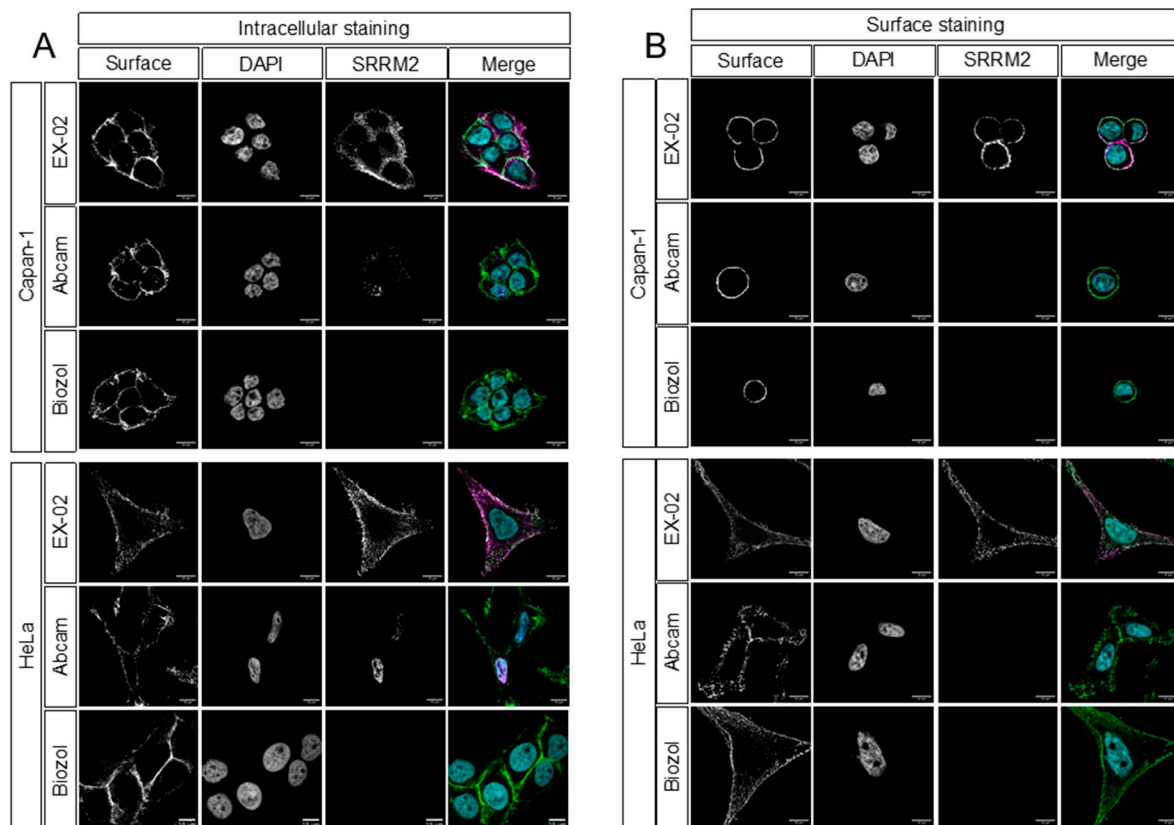 A
Intracellular staining
Surface DAPI SRRM2 Merge
Capan-1
EX-02
Abcam
Biozol
HeLa
EX-02
Abcam
Biozol
B
Surface staining
Surface DAPI SRRM2 Merge
Capan-1
EX-02
Abcam
Biozol
HeLa
EX-02
Abcam
Biozol